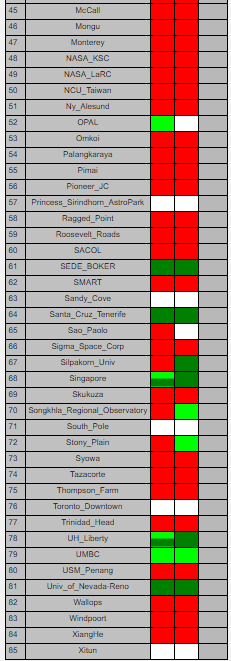 45 McCall
46 Mongu
47 Monterey
48 NASA_KSC
49 NASA_LaRC
50 NCU_Taiwan
51 Ny_Alesund
52 OPAL
53 Omkoi
54 Palangkaraya
55 Pimai
56 Pioneer_JC
57 Princess_Sirindhorn_AstroPark
58 Ragged_Point
59 Roosevelt_Roads
60 SACOL
61 SEDE_BOKER
62 SMART
63 Sandy_Cove
64 Santa_Cruz_Tenerife
65 Sao_Paolo
66 Sigma_Space_Corp
67 Silpakorn_Univ
68 Singapore
69 Skukuza
70 Songkhla_Regional_Observatory
71 South_Pole
72 Stony_Plain
73 Syowa
74 Tazacorte
75 Thompson_Farm
76 Toronto_Downtown
77 Trinidad_Head
78 UH_Liberty
79 UMBC
80 USM_Penang
81 Univ_of_Nevada-Reno
82 Wallops
83 Windpoort
84 XiangHe
85 Xitun